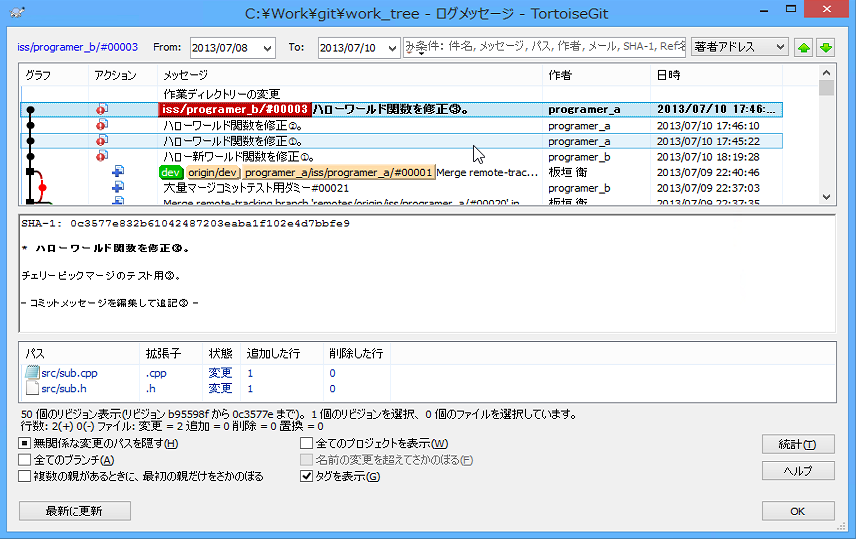 C:¥Work¥git¥work_tree - ログメッセージ - TortoiseGit
iss/programer_b/#00003 From: 2013/07/08 To: 2013/07/10 み条件: 件名, メッセージ, パス, 作者, メール, SHA-1, Ref名 著者アドレス
グラフ アクション メッセージ 作者 日時
作業ディレクトリーの変更
iss/programer_b/#00003 ハローワールド関数を修正③。 programer_a 2013/07/10 17:46:...
ハローワールド関数を修正②。 programer_a 2013/07/10 17:46:10
ハローワールド関数を修正①。 programer_a 2013/07/10 17:45:22
ハロー新ワールド関数を修正①。 programer_b 2013/07/10 18:19:28
dev origin/dev programer_a/iss/programer_a/#00001 Merge remote-trac... 板垣 衛 2013/07/09 22:40:46
大量マージコミットテスト用ダミー#00021 programer_b 2013/07/09 22:37:03
Merge remote-tracking branch 'remotes/origin/iss/programer_a/#00020' in 板垣 衛 2013/07/09 22:37:35
SHA-1: 0c3577e832b61042487203eaba1f102e4d7bbfe9
* ハローワールド関数を修正③。
チェリーピックマージのテスト用③。
- コミットメッセージを編集して追記③ -
パス 拡張子 状態 追加した行 削除した行
src/sub.cpp .cpp 変更 1 0
src/sub.h .h 変更 1 0
50 個のリビジョン表示(リビジョン b95598f から 0c3577e まで)。1 個のリビジョンを選択、0 個のファイルを選択しています。
行数: 2(+) 0(-) ファイル: 変更 = 2 追加 = 0 削除 = 0 置換 = 0
無関係な変更のパスを隠す(H) 全てのプロジェクトを表示(W) 統計(T)
全てのブランチ(A) 名前の変更を超えてさかのぼる(F) ヘルプ
複数の親があるときに、最初の親だけをさかのぼる タグを表示(G)
最新に更新 OK